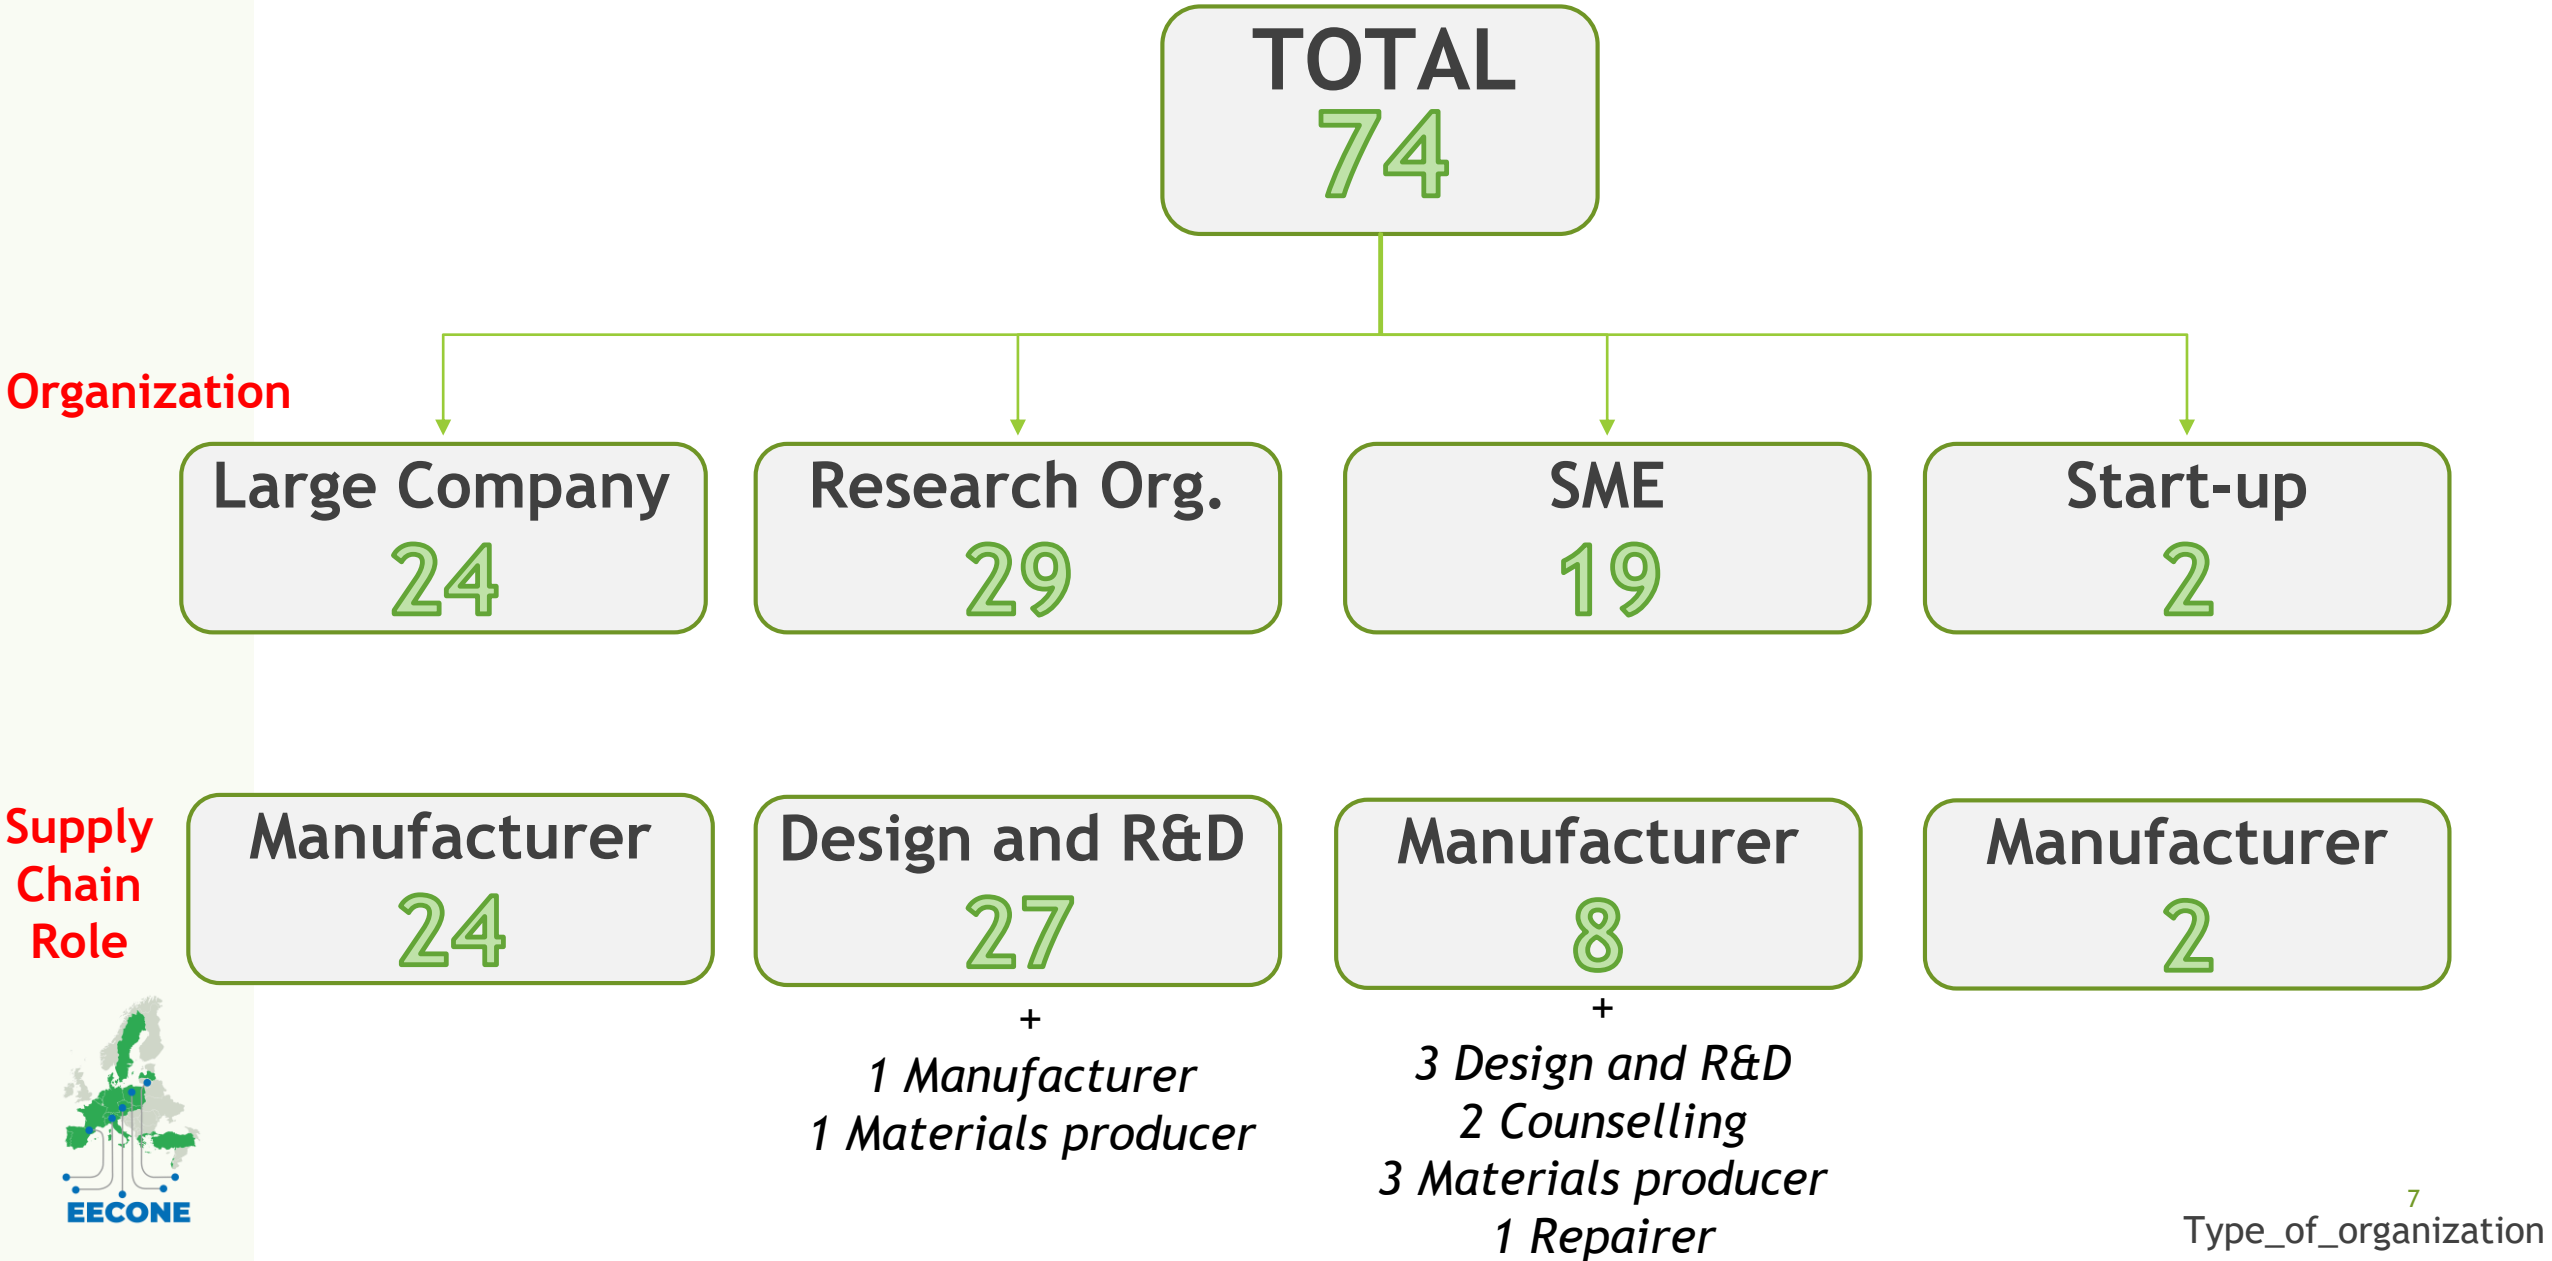 TOTAL
74
Organization
Large Company
24
Research Org.
29
SME
19
Start-up
2
Supply
Chain
Role
Manufacturer
24
Design and R&D
27
+
1 Manufacturer
1 Materials producer
Manufacturer
8
+
3 Design and R&D
2 Counselling
3 Materials producer
1 Repairer
Manufacturer
2
EECONE
7
Type_of_organization